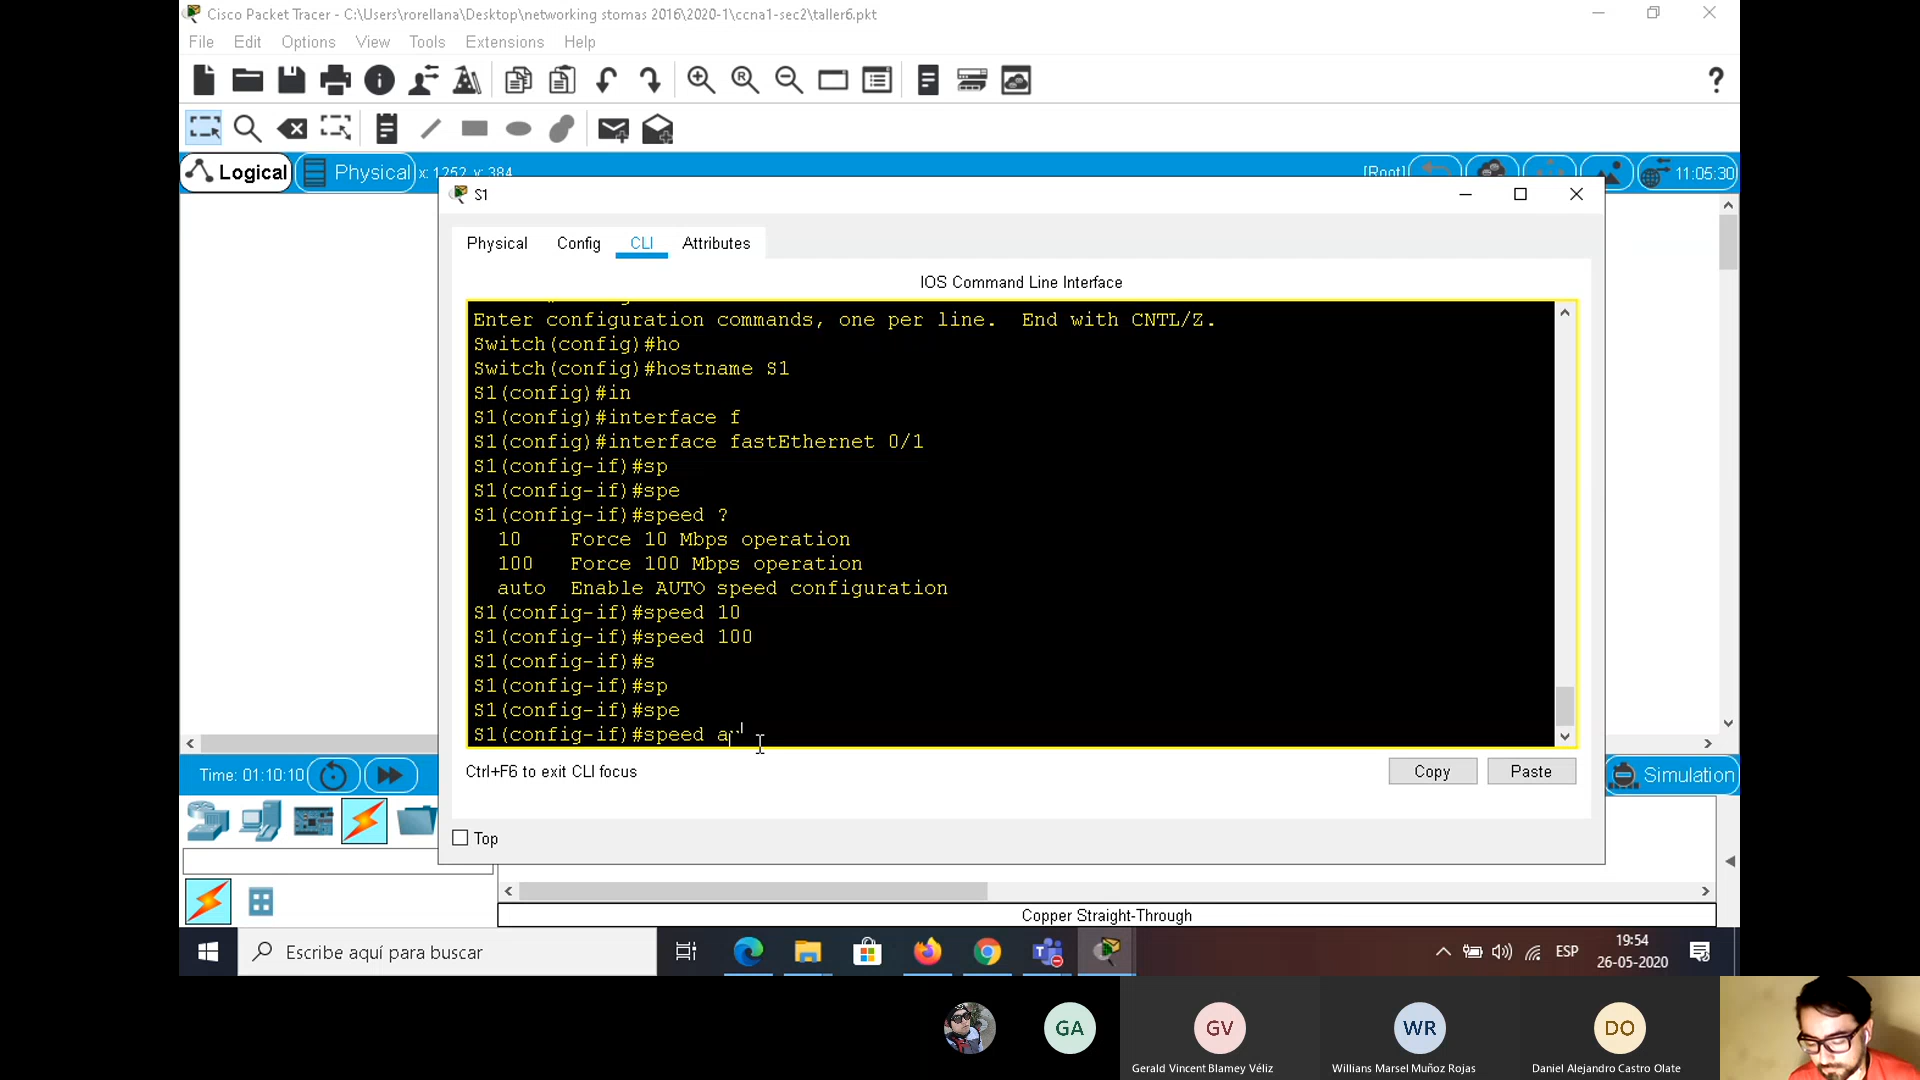 Cisco Packet Tracer - C:\Users\rorellana\Desktop\networking stomas 2016\2020-1\ccna1-sec2\taller6.pkt
File Edit Options View Tools Extensions Help
Logical Physical x: 1252, y: 384 [Root] 11:05:30
S1
Physical Config CLI Attributes
IOS Command Line Interface
Enter configuration commands, one per line. End with CNTL/Z.
Switch(config)#ho
Switch(config)#hostname S1
S1(config)#in
S1(config)#interface f
S1(config)#interface fastEthernet 0/1
S1(config-if)#sp
S1(config-if)#spe
S1(config-if)#speed ?
10 Force 10 Mbps operation
100 Force 100 Mbps operation
auto Enable AUTO speed configuration
S1(config-if)#speed 10
S1(config-if)#speed 100
S1(config-if)#s
S1(config-if)#sp
S1(config-if)#spe
S1(config-if)#speed a
Ctrl+F6 to exit CLI focus
Copy Paste
Time: 01:10:10
Simulation
Top
Copper Straight-Through
Escribe aquí para buscar
ESP
19:54
26-05-2020
GA
GV
WR
DO
Gerald Vincent Blamey Véliz
Willians Marsel Muñoz Rojas
Daniel Alejandro Castro Olate